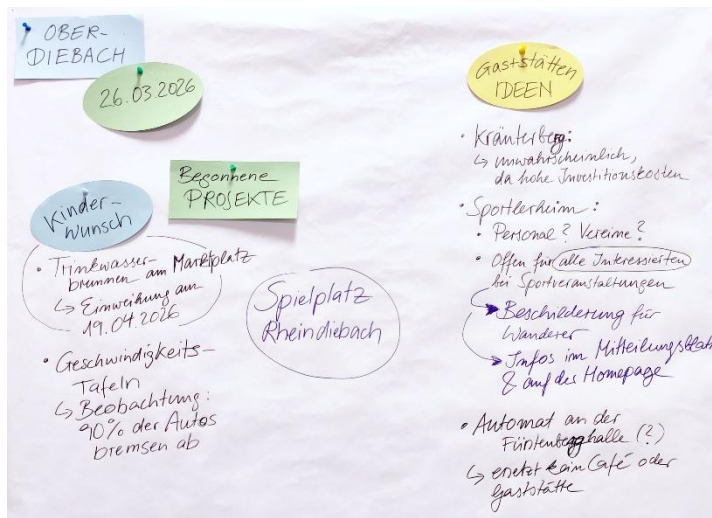 OBER-
DIEBACH
26.03.2026
Begonnene
PROJEKTE
Kinder-
wunsch
• Trinkwasser-
brunnen am Marktplatz
↳ Einweihung am
19.04.2026
• Geschwindigkeits-
Tafeln
↳ Beobachtung:
90% der Autos
bremsen ab
Spielplatz
Rheindiebach
Gaststätten
IDEEN
• Kräuterberg:
↳ unwahrscheinlich,
da hohe Investitionskosten
• Sportlerheim:
• Personal? Vereine?
• Offen für alle Interessierten
bei Sportveranstaltungen
→ Beschilderung für
Wanderer
→ Infos im Mitteilungsblatt
& auf der Homepage
• Automat an der
Fürstenberghalle (?)
↳ ersetzt kein Café oder
Gaststätte